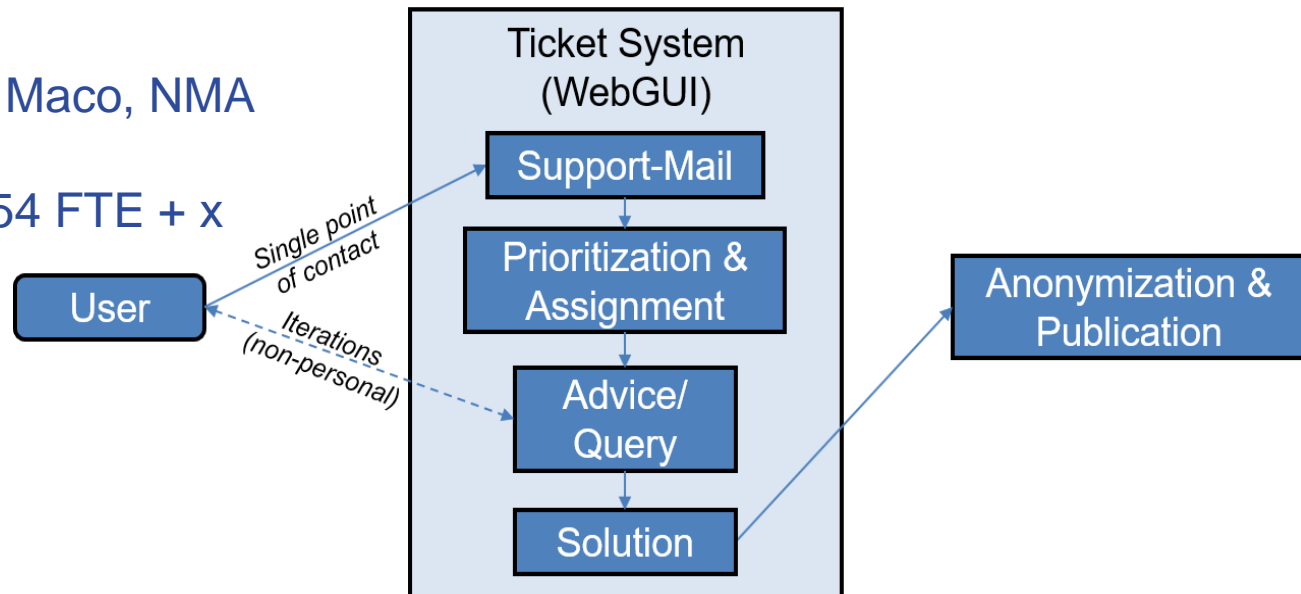 Maco, NMA
54 FTE + x
User
Single point
of contact
Iterations
(non-personal)
Ticket System
(WebGUI)
Support-Mail
Prioritization &
Assignment
Advice/
Query
Solution
Anonymization &
Publication